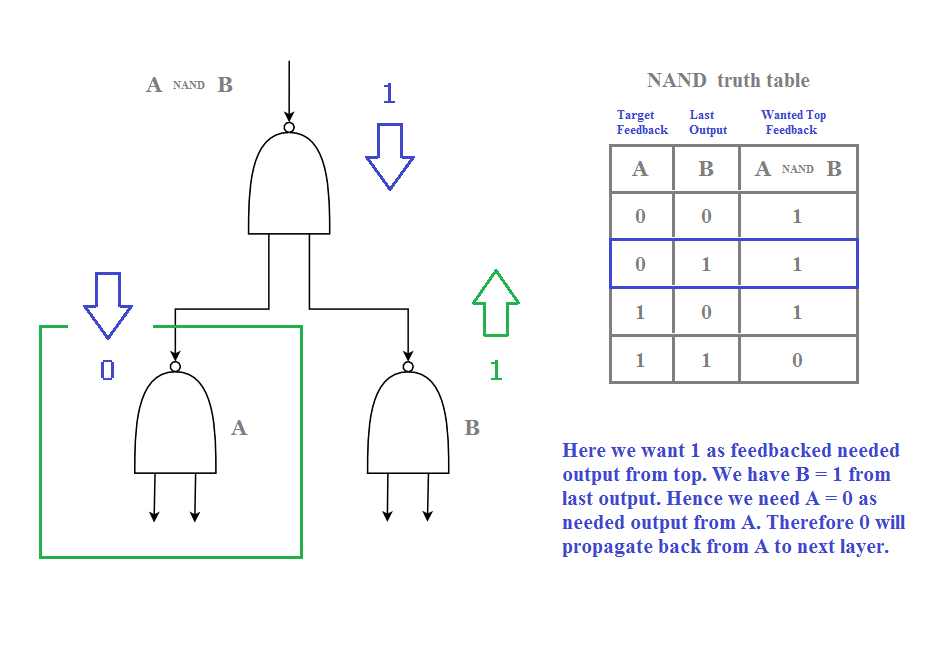 A NAND B
1
0
A
1
B
NAND truth table
Target Last Wanted Top
Feedback Output Feedback
A B A NAND B
0 0 1
0 1 1
1 0 1
1 1 0
Here we want 1 as feedbacked needed
output from top. We have B = 1 from
last output. Hence we need A = 0 as
needed output from A. Therefore 0 will
propagate back from A to next layer.